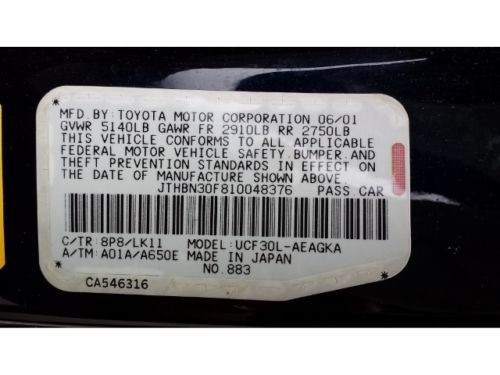 MFD. BY: TOYOTA MOTOR CORPORATION 06/01
GVWR 5140LB GAWR FR 2910LB RR 2750LB
THIS VEHICLE CONFORMS TO ALL APPLICABLE
FEDERAL MOTOR VEHICLE SAFETY, BUMPER, AND
THEFT PREVENTION STANDARDS IN EFFECT ON
THE DATE OF MANUFACTURE SHOWN ABOVE.
JTHBN30F810048376 PASS CAR
C/TR: 8P8/LK11 MODEL: UCF30L-AEAGKA
A/TM: A01A/A650E MADE IN JAPAN
NO. 883
CA546316